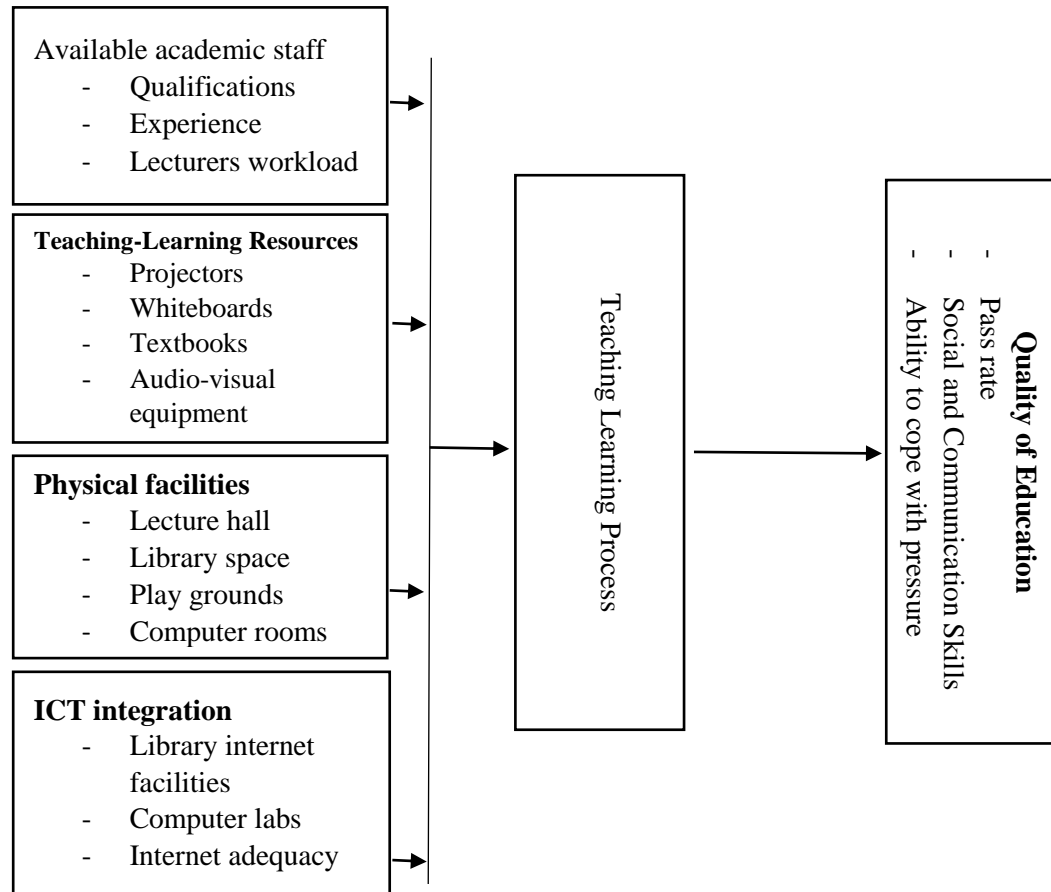 Available academic staff
- Qualifications
- Experience
- Lecturers workload
Teaching-Learning Resources
- Projectors
- Whiteboards
- Textbooks
- Audio-visual
equipment
Physical facilities
- Lecture hall
- Library space
- Play grounds
- Computer rooms
ICT integration
- Library internet
facilities
- Computer labs
- Internet adequacy
Teaching Learning Process
Quality of Education
- Pass rate
- Social and Communication Skills
- Ability to cope with pressure